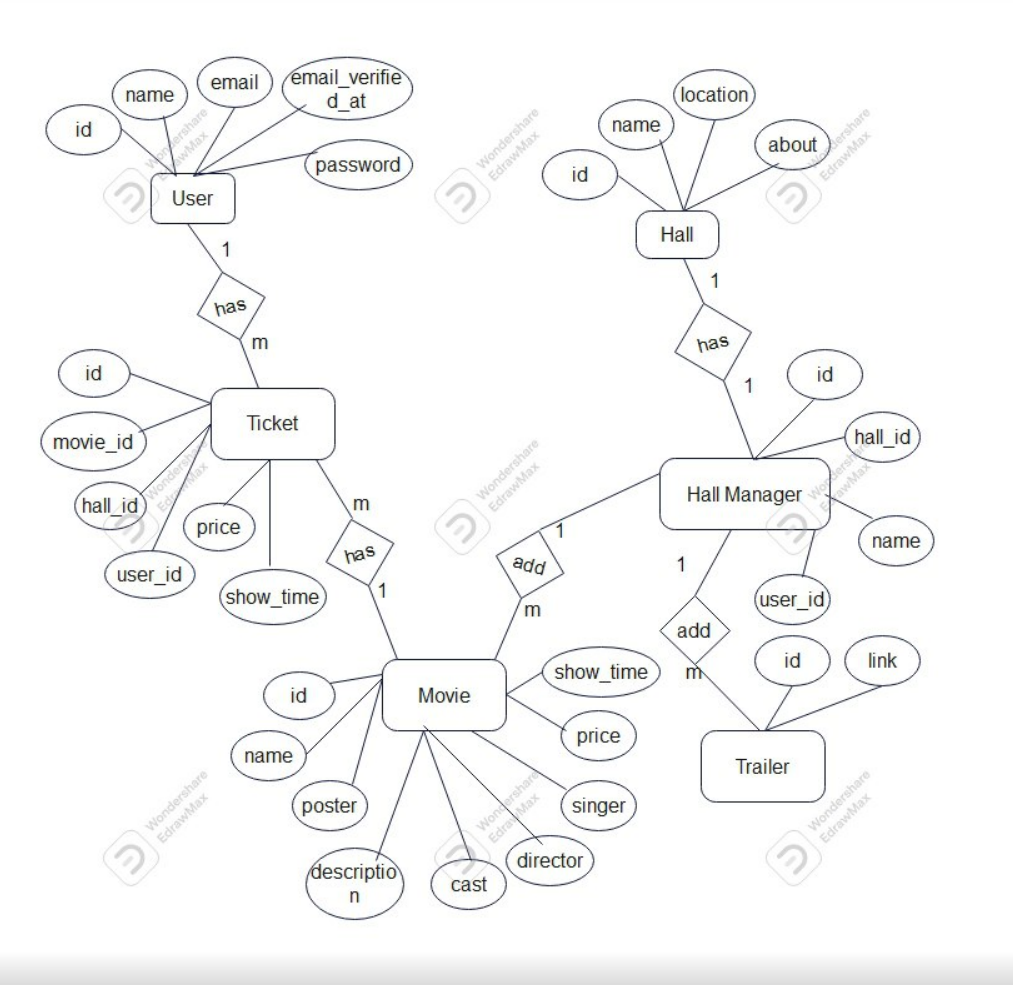 email
email_verifie
d_at
name
id
password
User
1
has
m
location
name
about
id
Hall
1
has
1
id
movie_id
hall_id
user_id
price
show_time
Ticket
m
has
1
id
hall_id
name
user_id
Hall Manager
1
add
m
1
add
m
id
link
Trailer
Movie
id
name
poster
descriptio
n
cast
director
singer
price
show_time
Wondershare
EdrawMax
Wondershare
EdrawMax
Wondershare
EdrawMax
Wondershare
EdrawMax
Wondershare
EdrawMax
Wondershare
EdrawMax
Wondershare
EdrawMax
Wondershare
EdrawMax
Wondershare
EdrawMax